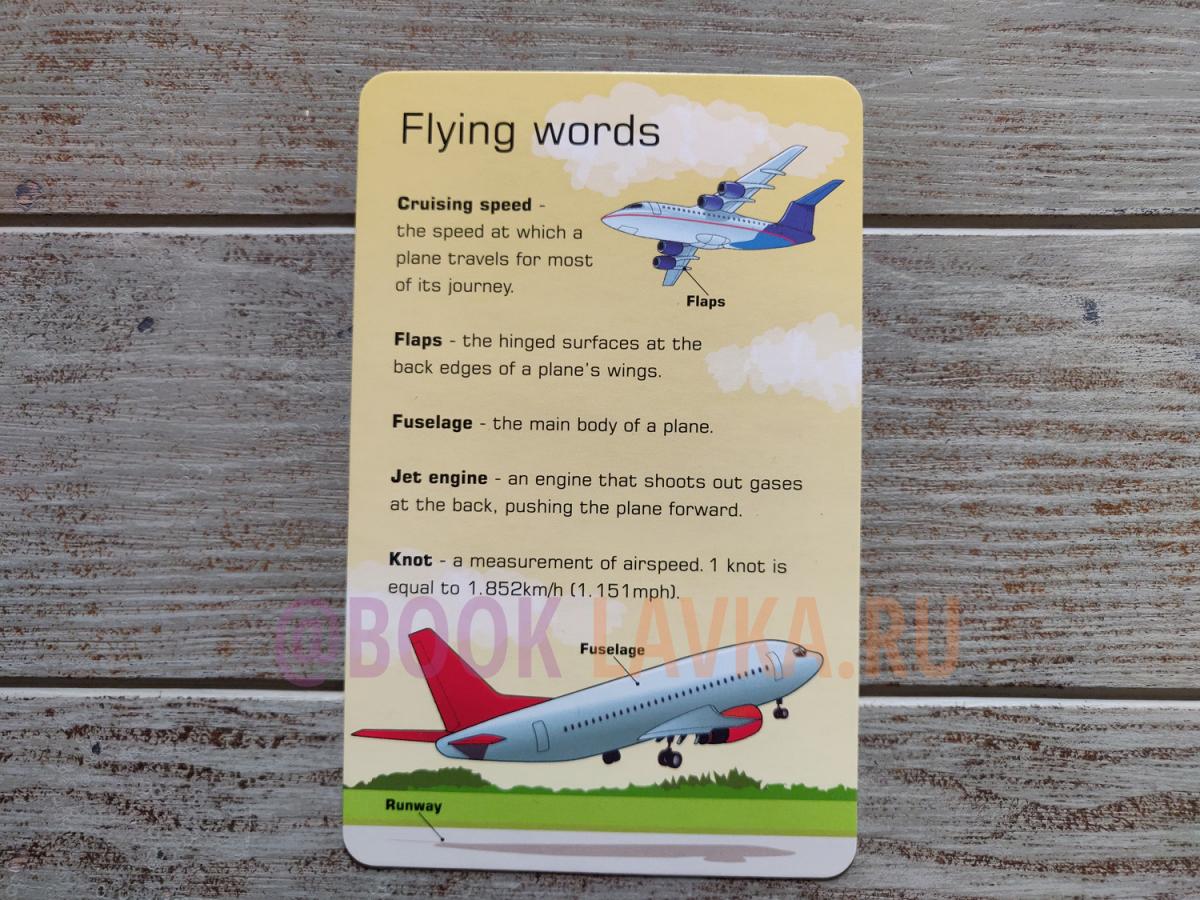 Flying words
Cruising speed -
the speed at which a
plane travels for most
of its journey.
Flaps
Flaps - the hinged surfaces at the
back edges of a plane's wings.
Fuselage - the main body of a plane.
Jet engine - an engine that shoots out gases
at the back, pushing the plane forward.
Knot - a measurement of airspeed. 1 knot is
equal to 1.852km/h (1.151mph).
@BOOK LAVKA.RU
Fuselage
Runway